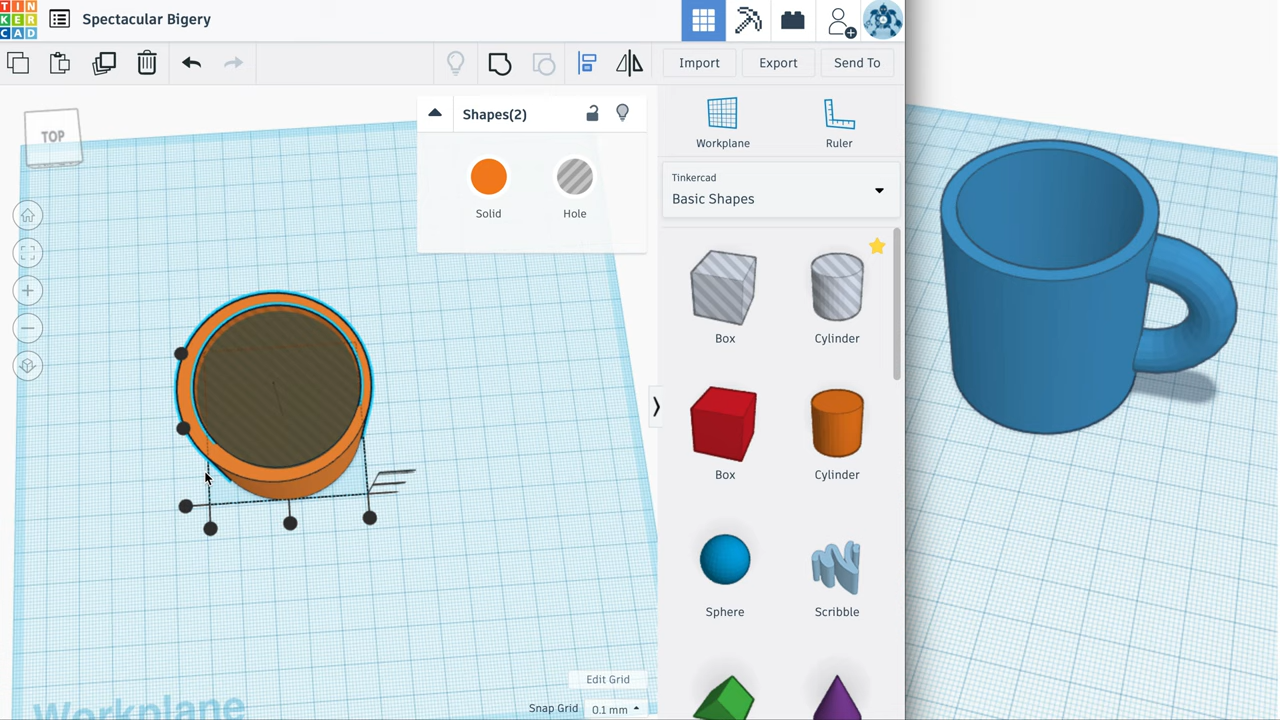 TIN
KER
CAD
Spectacular Bigery
Import
Export
Send To
TOP
Shapes(2)
Solid
Hole
Workplane
Ruler
Tinkercad
Basic Shapes
Box
Cylinder
Box
Cylinder
Sphere
Scribble
Workplane
Edit Grid
Snap Grid
0.1 mm